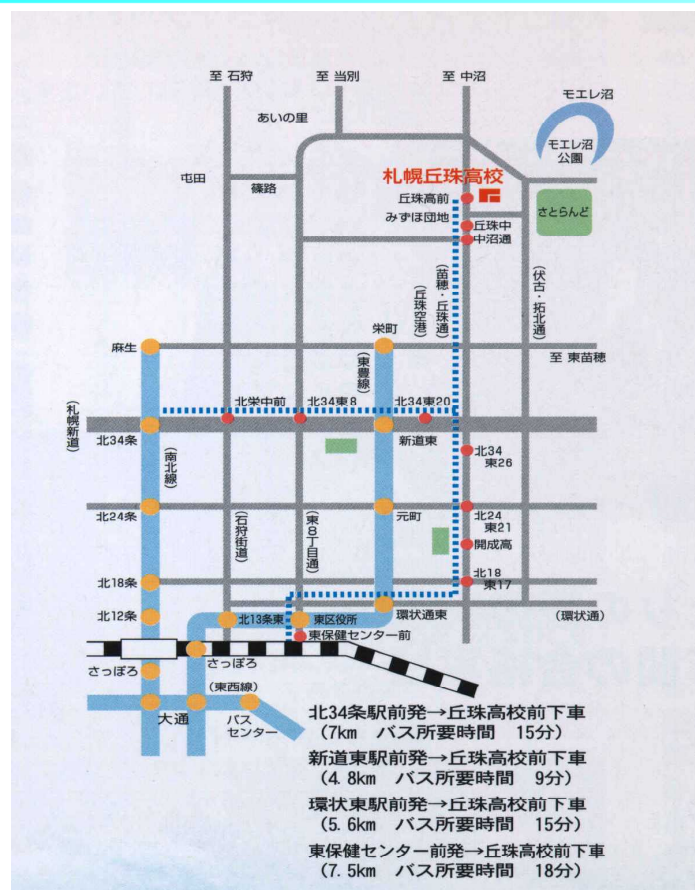 至 石狩
至 当別
至 中沼
モエレ沼
あいの里
モエレ沼
公園
札幌丘珠高校
屯田
篠路
丘珠高前
さとらんど
みずほ団地
丘珠中
中沼通
(苗穂・丘珠通)
(丘珠空港)
(伏古・拓北通)
麻生
栄町
至 東苗穂
(東豊線)
北栄中前
北34東8
北34東20
(札幌新道)
北34条
新道東
(南北線)
北34
東26
北24条
元町
北24
東21
(石狩街道)
(東8丁目通)
開成高
北18条
北18
東17
北12条
北13条東
東区役所
環状通東
(環状通)
東保健センター前
さっぽろ
さっぽろ
(東西線)
大通
バス
センター
北34条駅前発→丘珠高校前下車
(7km バス所要時間 15分)
新道東駅前発→丘珠高校前下車
(4.8km バス所要時間 9分)
環状東駅前発→丘珠高校前下車
(5.6km バス所要時間 15分)
東保健センター前発→丘珠高校前下車
(7.5km バス所要時間 18分)